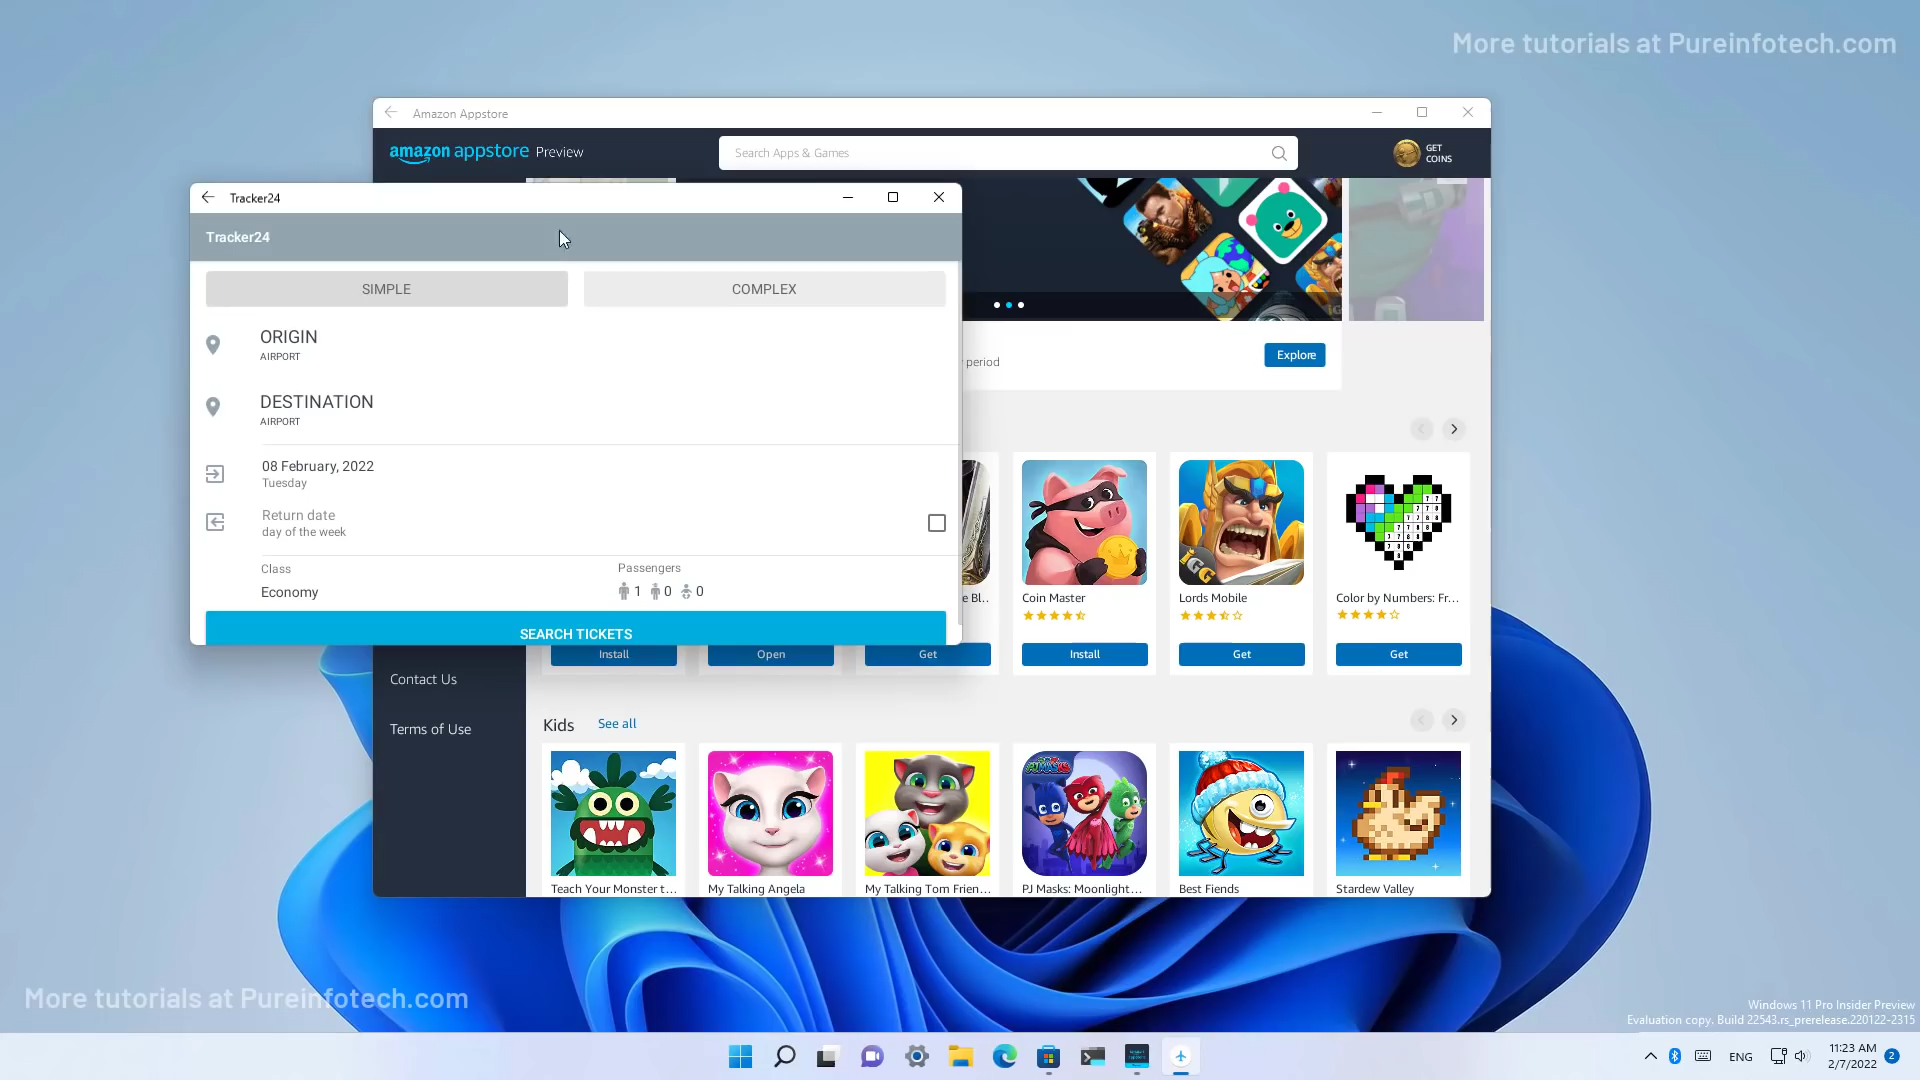 More tutorials at Pureinfotech.com
Amazon Appstore
amazon appstore Preview
Search Apps & Games
GET
COINS
Tracker24
Tracker24
SIMPLE
COMPLEX
ORIGIN
AIRPORT
DESTINATION
AIRPORT
08 February, 2022
Tuesday
Return date
day of the week
Class
Economy
Passengers
1 0 0
SEARCH TICKETS
period
Explore
e Bl..
Coin Master
Lords Mobile
Color by Numbers: Fr...
Install
Open
Get
Install
Get
Get
Contact Us
Terms of Use
Kids
See all
Teach Your Monster t...
My Talking Angela
My Talking Tom Frien...
PJ Masks: Moonlight...
Best Fiends
Stardew Valley
More tutorials at Pureinfotech.com
Windows 11 Pro Insider Preview
Evaluation copy. Build 22543.rs_prerelease.220122-2315
ENG
11:23 AM
2/7/2022
2